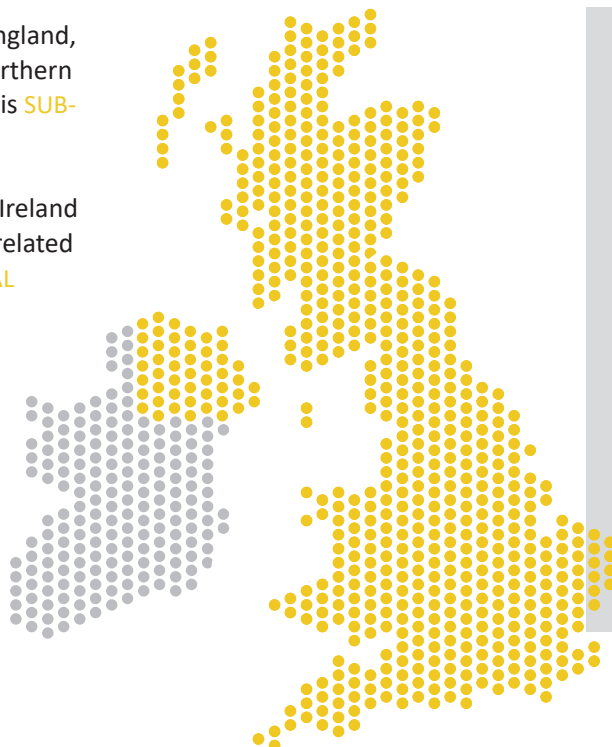 ngland,
rthern
is SUB-
Ireland
related
AL